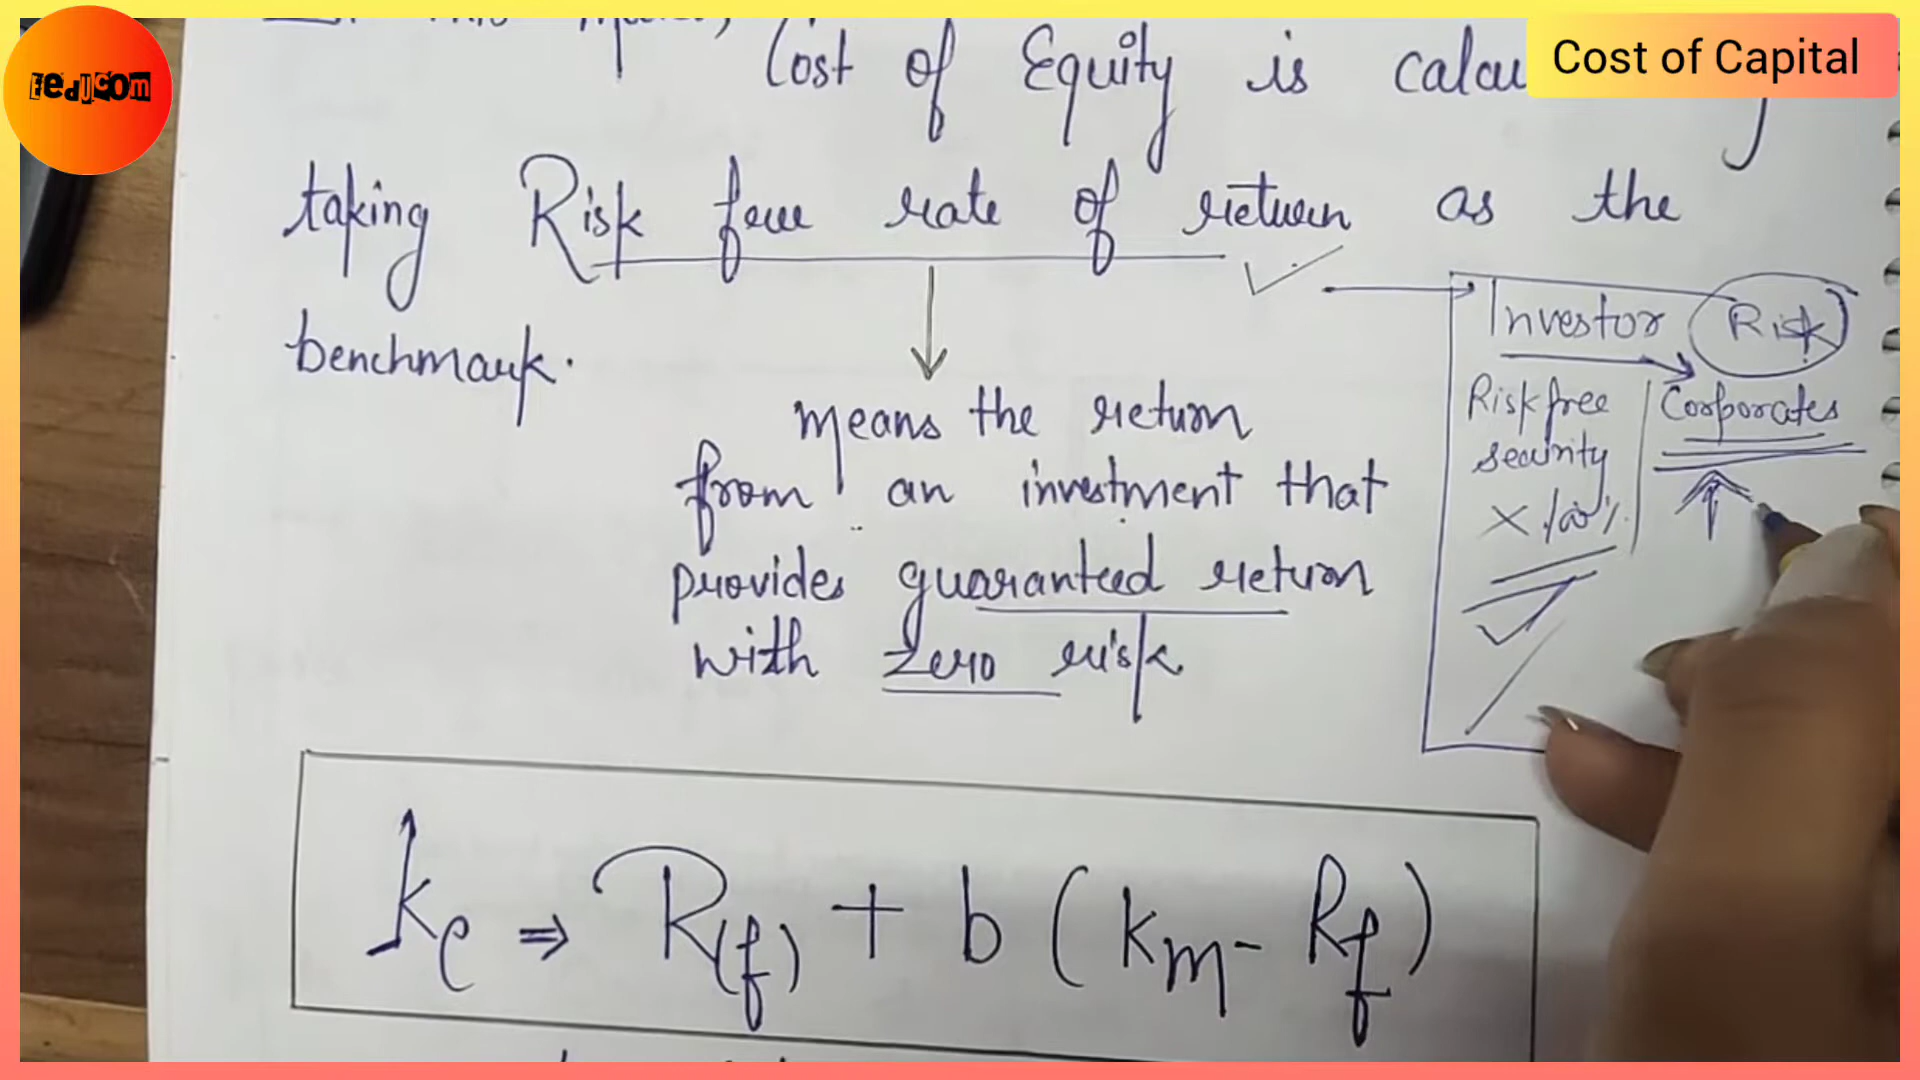 EedUCom
Cost of Capital
Cost of Equity is
taking Risk free rate of return as the
benchmark.
means the return
from an investment that
provides guaranteed return
with zero risk
Investor Risk
Risk free
security
Corporates
ke ⇒ R(f) + b (km - Rf)